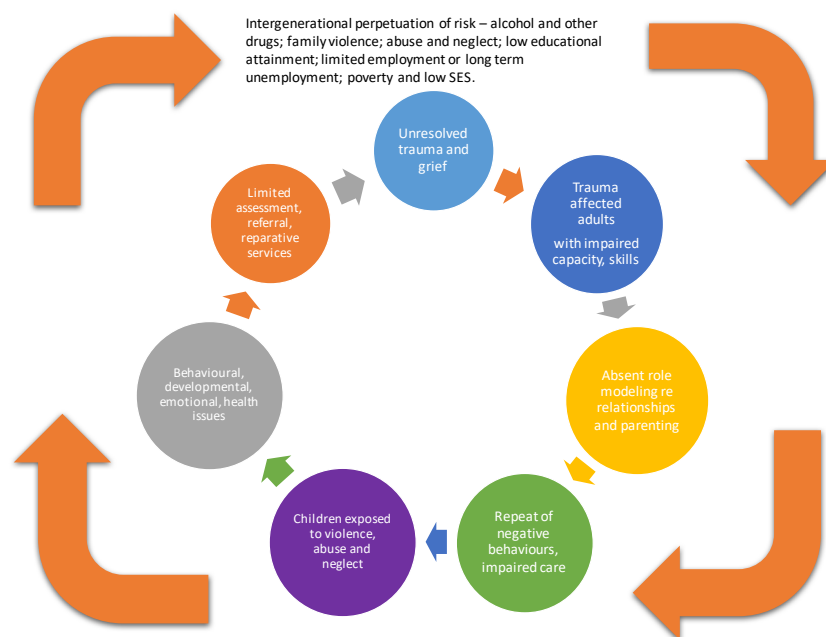 Intergenerational perpetuation of risk – alcohol and other
drugs; family violence; abuse and neglect; low educational
attainment; limited employment or long term
unemployment; poverty and low SES.
Unresolved
trauma and
grief
Trauma
affected
adults
with impaired
capacity, skills
Absent role
modeling re
relationships
and parenting
Repeat of
negative
behaviours,
impaired care
Children exposed
to violence,
abuse and
neglect
Behavioural,
developmental,
emotional, health
issues
Limited
assessment,
referral,
reparative
services